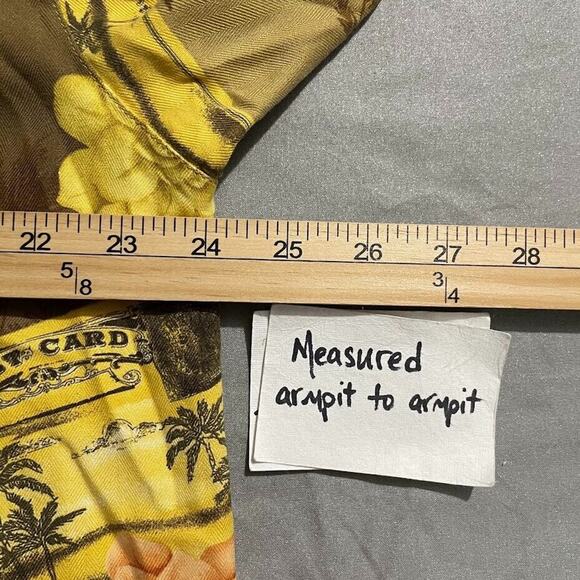 22 23 24 25 26 27 28
5/8 3/4
Measured
armpit to armpit
T CARD